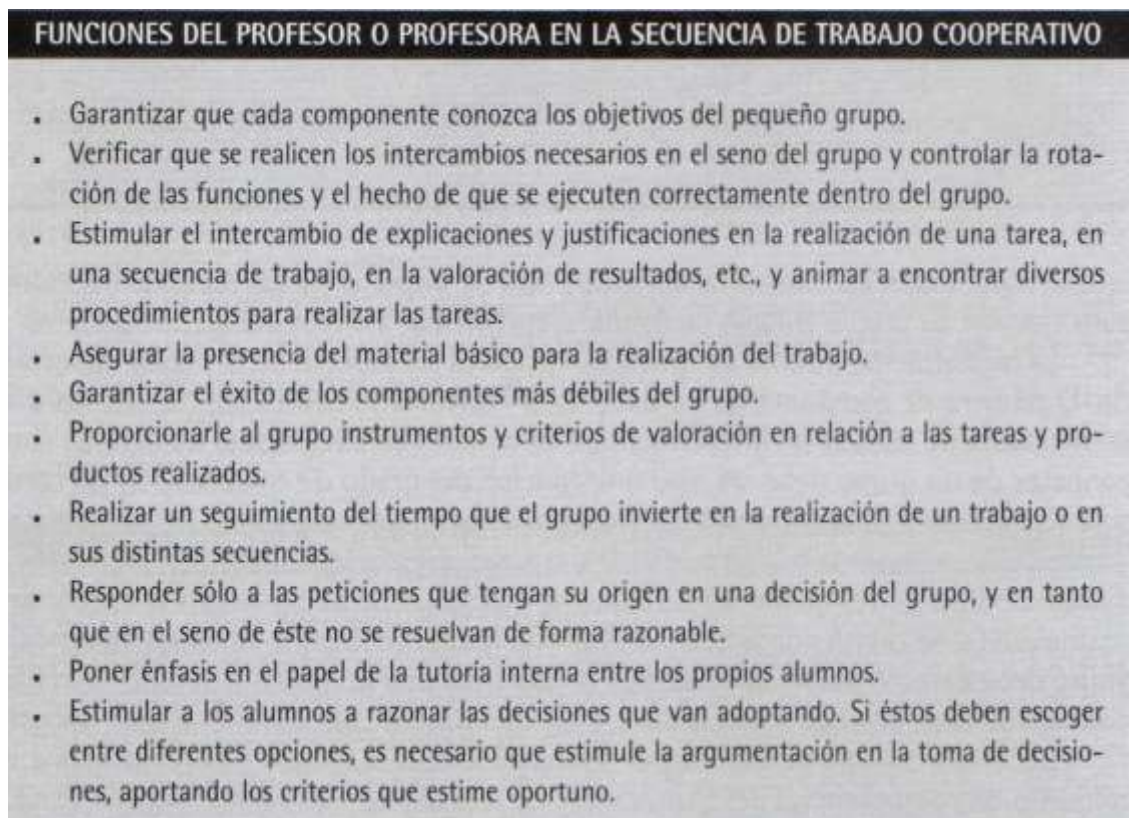 FUNCIONES DEL PROFESOR O PROFESORA EN LA SECUENCIA DE TRABAJO COOPERATIVO
. Garantizar que cada componente conozca los objetivos del pequeño grupo.
. Verificar que se realicen los intercambios necesarios en el seno del grupo y controlar la rota-
ción de las funciones y el hecho de que se ejecuten correctamente dentro del grupo.
. Estimular el intercambio de explicaciones y justificaciones en la realización de una tarea, en
una secuencia de trabajo, en la valoración de resultados, etc., y animar a encontrar diversos
procedimientos para realizar las tareas.
. Asegurar la presencia del material básico para la realización del trabajo.
. Garantizar el éxito de los componentes más débiles del grupo.
. Proporcionarle al grupo instrumentos y criterios de valoración en relación a las tareas y pro-
ductos realizados.
. Realizar un seguimiento del tiempo que el grupo invierte en la realización de un trabajo o en
sus distintas secuencias.
. Responder sólo a las peticiones que tengan su origen en una decisión del grupo, y en tanto
que en el seno de éste no se resuelvan de forma razonable.
. Poner énfasis en el papel de la tutoría interna entre los propios alumnos.
. Estimular a los alumnos a razonar las decisiones que van adoptando. Si éstos deben escoger
entre diferentes opciones, es necesario que estimule la argumentación en la toma de decisio-
nes, aportando los criterios que estime oportuno.